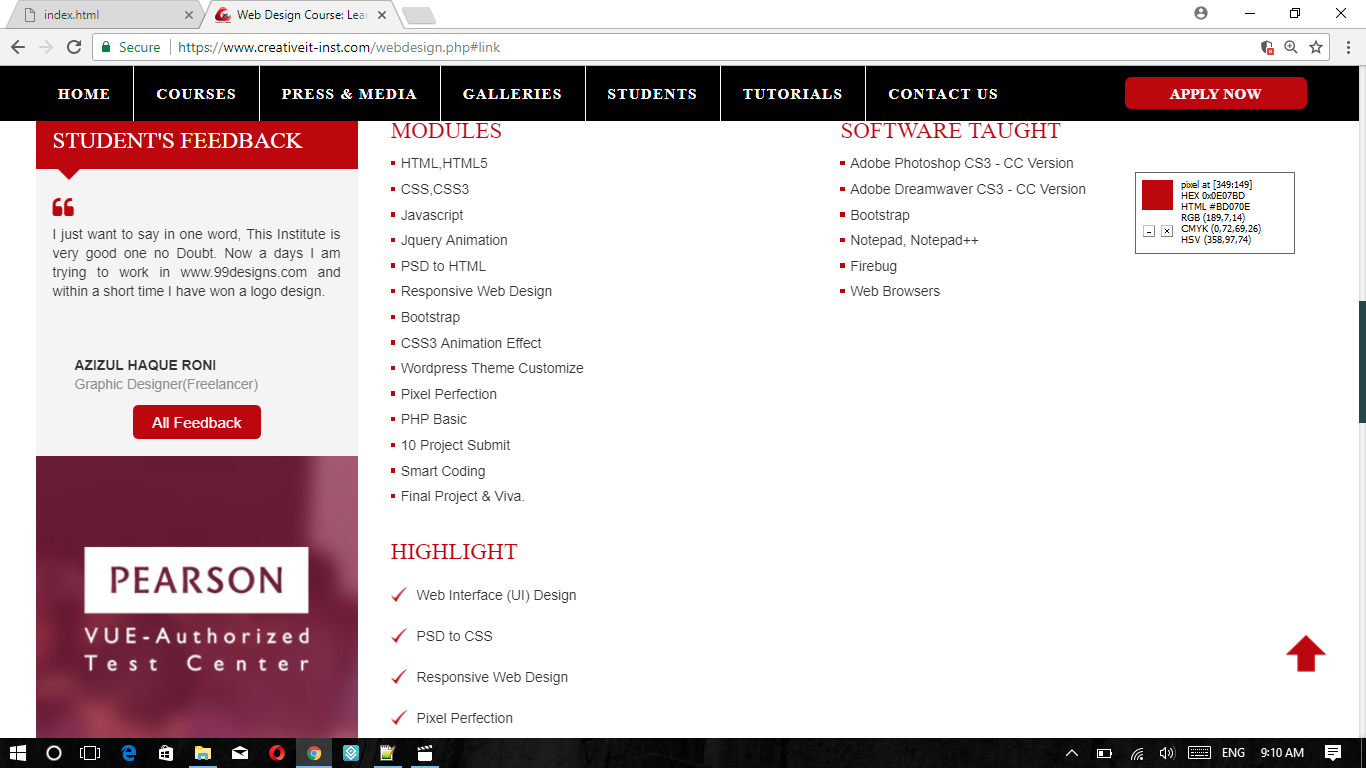 index.html
Web Design Course: Lear
Secure
https://www.creativeit-inst.com/webdesign.php#link
HOME
COURSES
PRESS & MEDIA
GALLERIES
STUDENTS
TUTORIALS
CONTACT US
APPLY NOW
STUDENT'S FEEDBACK
I just want to say in one word, This Institute is
very good one no Doubt. Now a days I am
trying to work in www.99designs.com and
within a short time I have won a logo design.
AZIZUL HAQUE RONI
Graphic Designer(Freelancer)
All Feedback
PEARSON
VUE-Authorized
Test Center
MODULES
HTML,HTML5
CSS,CSS3
Javascript
Jquery Animation
PSD to HTML
Responsive Web Design
Bootstrap
CSS3 Animation Effect
Wordpress Theme Customize
Pixel Perfection
PHP Basic
10 Project Submit
Smart Coding
Final Project & Viva.
HIGHLIGHT
Web Interface (UI) Design
PSD to CSS
Responsive Web Design
Pixel Perfection
SOFTWARE TAUGHT
Adobe Photoshop CS3 - CC Version
Adobe Dreamwaver CS3 - CC Version
Bootstrap
Notepad, Notepad++
Firebug
Web Browsers
pixel at [349:149]
HEX 0x0E07BD
HTML #BD070E
RGB (189,7,14)
CMYK (0,72,69,26)
HSV (358,97,74)
ENG
9:10 AM